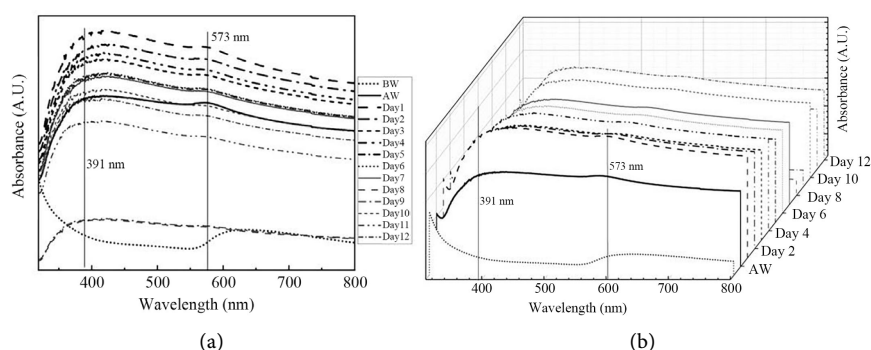 573 nm
391 nm
Absorbance (A.U.)
400 500 600 700 800
Wavelength (nm)
BW
AW
Day1
Day2
Day3
Day4
Day5
Day6
Day7
Day8
Day9
Day10
Day11
Day12
(a)
Absorbance (A.U.)
573 nm
391 nm
Day 12
Day 10
Day 8
Day 6
Day 4
Day 2
AW
400 500 600 700 800
Wavelength (nm)
(b)